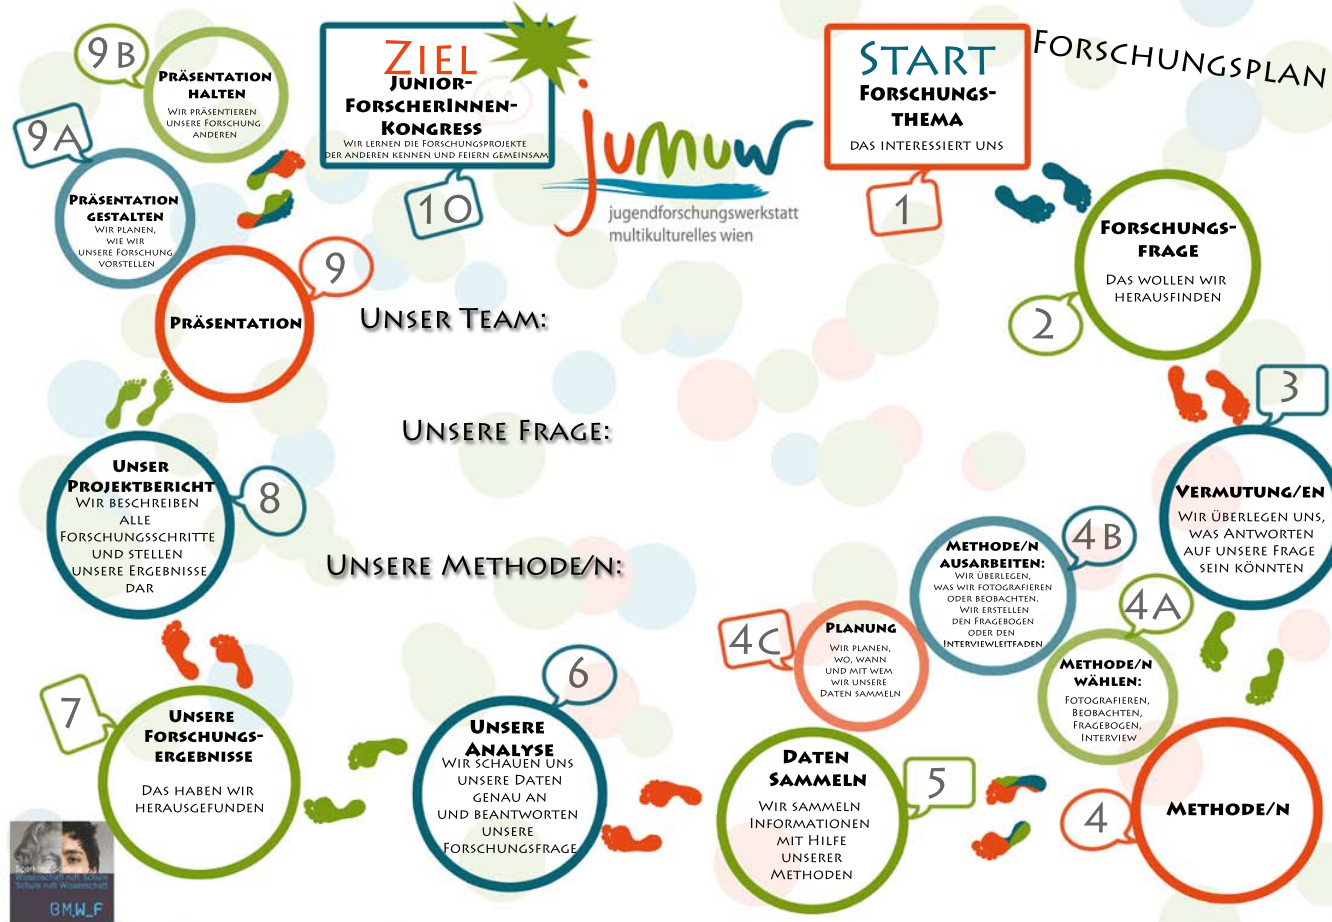 Forschungsplan
Start
Forschungs-
thema
das interessiert uns
1
Forschungs-
frage
Das wollen wir
herausfinden
2
3
Vermutung/en
Wir überlegen uns,
was Antworten
auf unsere Frage
sein könnten
Methode/n
4
4A
Methode/n
wählen:
Fotografieren,
Beobachten,
Fragebogen,
Interview
4B
Methode/n
ausarbeiten:
Wir überlegen,
was wir fotografieren
oder beobachten.
Wir erstellen
den Fragebogen
oder den
Interviewleitfaden
4C
Planung
Wir planen,
wo, wann
und mit wem
wir unsere
Daten sammeln
5
Daten
sammeln
Wir sammeln
Informationen
mit Hilfe
unserer
Methoden
6
Unsere
Analyse
Wir schauen uns
unsere Daten
genau an
und beantworten
unsere
Forschungsfrage
7
Unsere
Forschungs-
ergebnisse
Das haben wir
herausgefunden
8
Unser
Projektbericht
Wir beschreiben
alle
Forschungsschritte
und stellen
unsere Ergebnisse
dar
9
Präsentation
9A
Präsentation
gestalten
Wir planen,
wie wir
unsere Forschung
vorstellen
9B
Präsentation
halten
Wir präsentieren
unsere Forschung
anderen
Ziel
Junior-
ForscherInnen-
Kongress
Wir lernen die Forschungsprojekte
der anderen kennen und feiern gemeinsam
10
jumuw
jugendforschungswerkstatt
multikulturelles wien
Unser Team:
Unsere Frage:
Unsere Methode/n:
Wissenschaft ruft Schule
Schule ruft Wissenschaft
BM.W_F